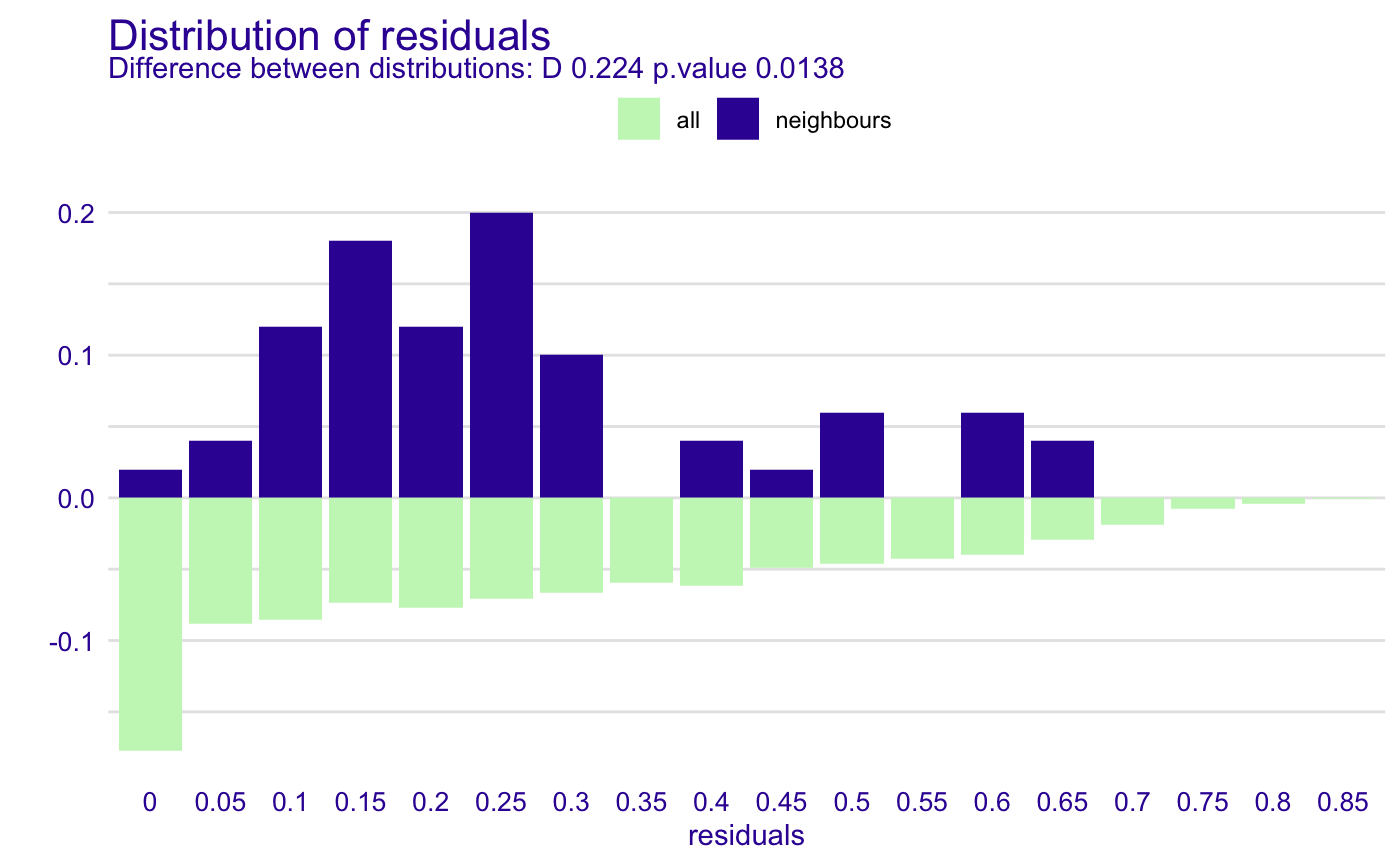 Distribution of residuals
Difference between distributions: D 0.224 p.value 0.0138
all neighbours
0.2
0.1
0.0
-0.1
0 0.05 0.1 0.15 0.2 0.25 0.3 0.35 0.4 0.45 0.5 0.55 0.6 0.65 0.7 0.75 0.8 0.85
residuals